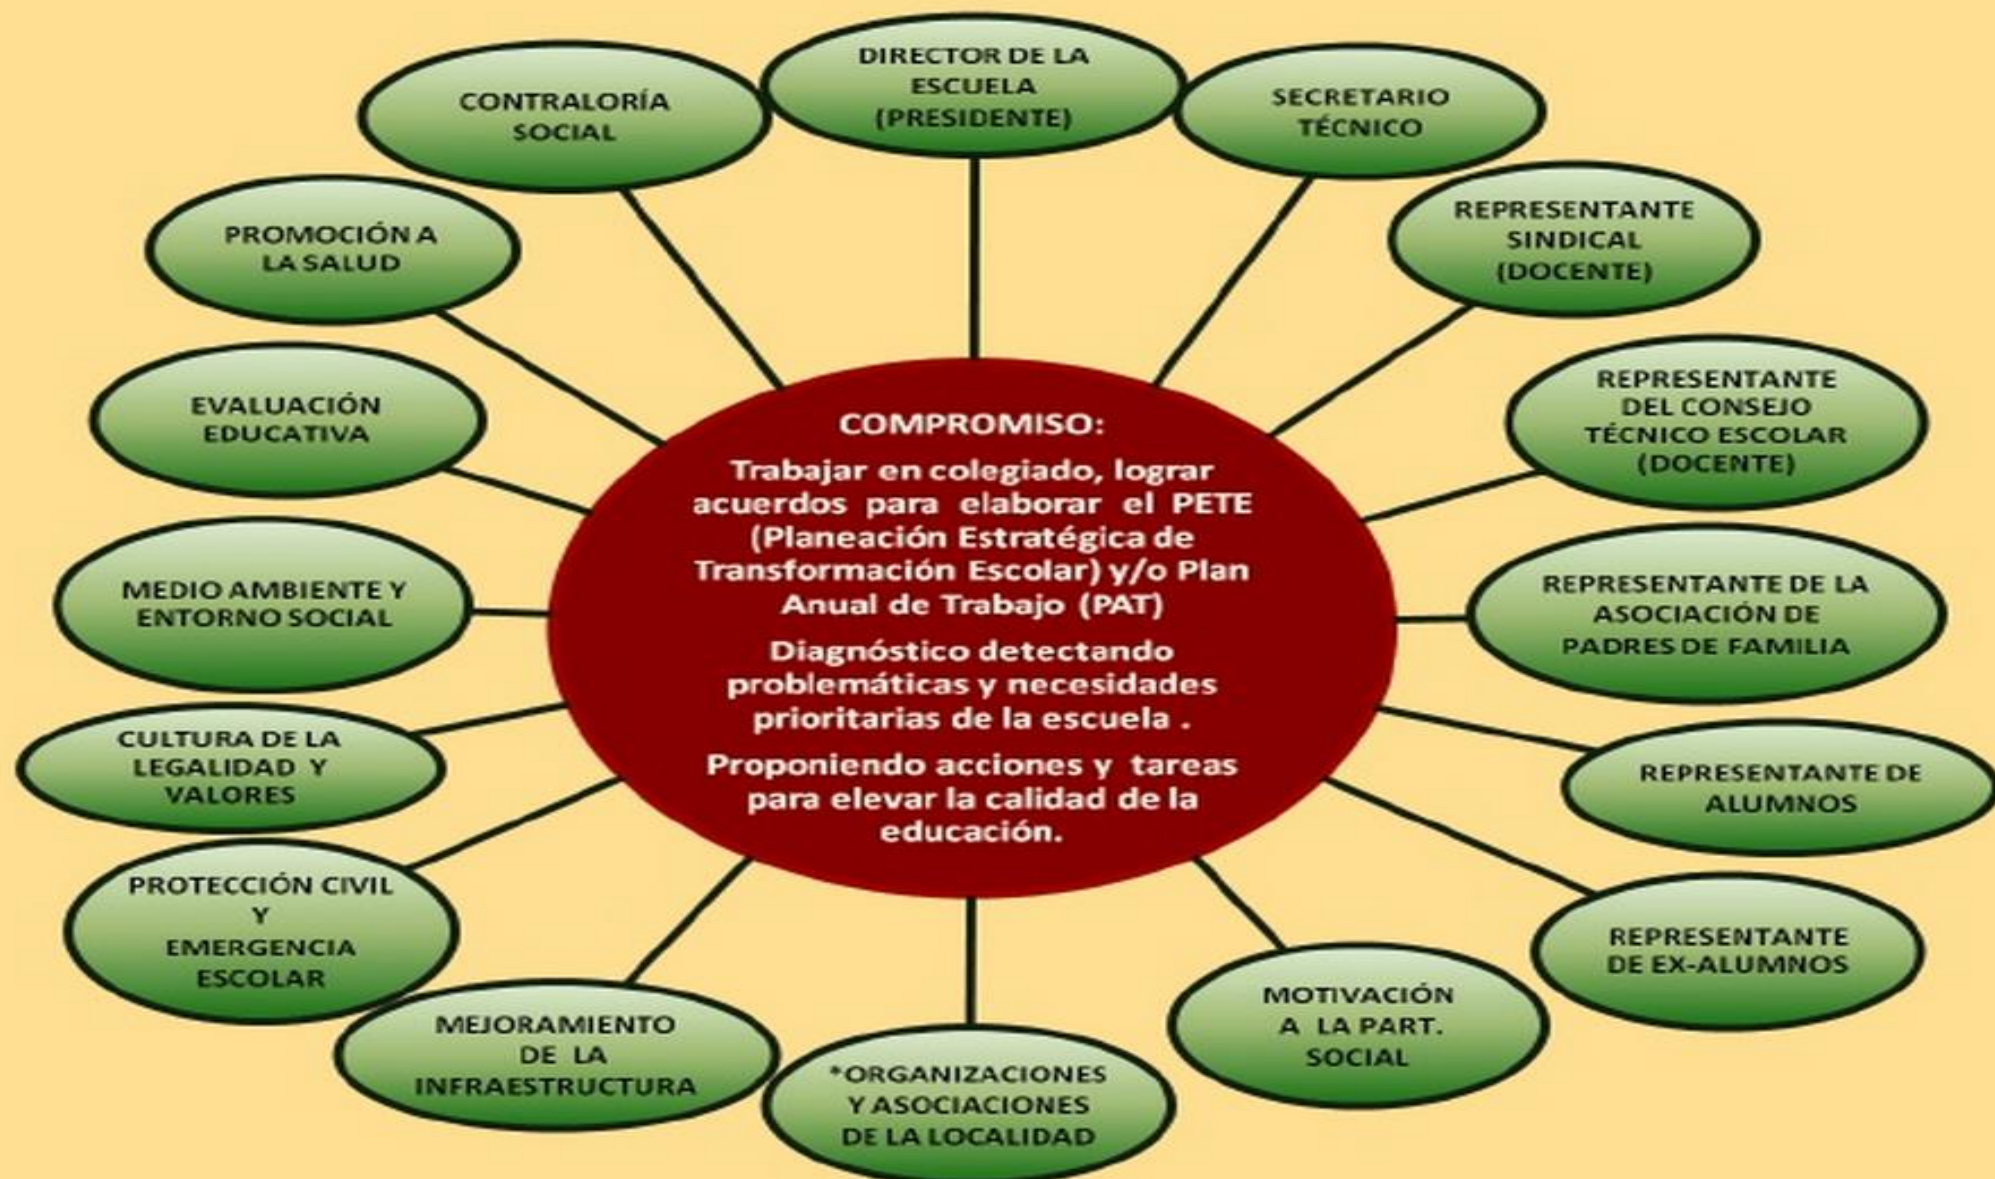 DIRECTOR DE LA
ESCUELA
(PRESIDENTE)
SECRETARIO
TÉCNICO
REPRESENTANTE
SINDICAL
(DOCENTE)
REPRESENTANTE
DEL CONSEJO
TÉCNICO ESCOLAR
(DOCENTE)
REPRESENTANTE DE LA
ASOCIACIÓN DE
PADRES DE FAMILIA
REPRESENTANTE DE
ALUMNOS
REPRESENTANTE
DE EX-ALUMNOS
MOTIVACIÓN
A LA PART.
SOCIAL
*ORGANIZACIONES
Y ASOCIACIONES
DE LA LOCALIDAD
MEJORAMIENTO
DE LA
INFRAESTRUCTURA
PROTECCIÓN CIVIL
Y
EMERGENCIA
ESCOLAR
CULTURA DE LA
LEGALIDAD Y
VALORES
MEDIO AMBIENTE Y
ENTORNO SOCIAL
EVALUACIÓN
EDUCATIVA
PROMOCIÓN A
LA SALUD
CONTRALORÍA
SOCIAL
COMPROMISO:
Trabajar en colegiado, lograr
acuerdos para elaborar el PETE
(Planeación Estratégica de
Transformación Escolar) y/o Plan
Anual de Trabajo (PAT)
Diagnóstico detectando
problemáticas y necesidades
prioritarias de la escuela .
Proponiendo acciones y tareas
para elevar la calidad de la
educación.